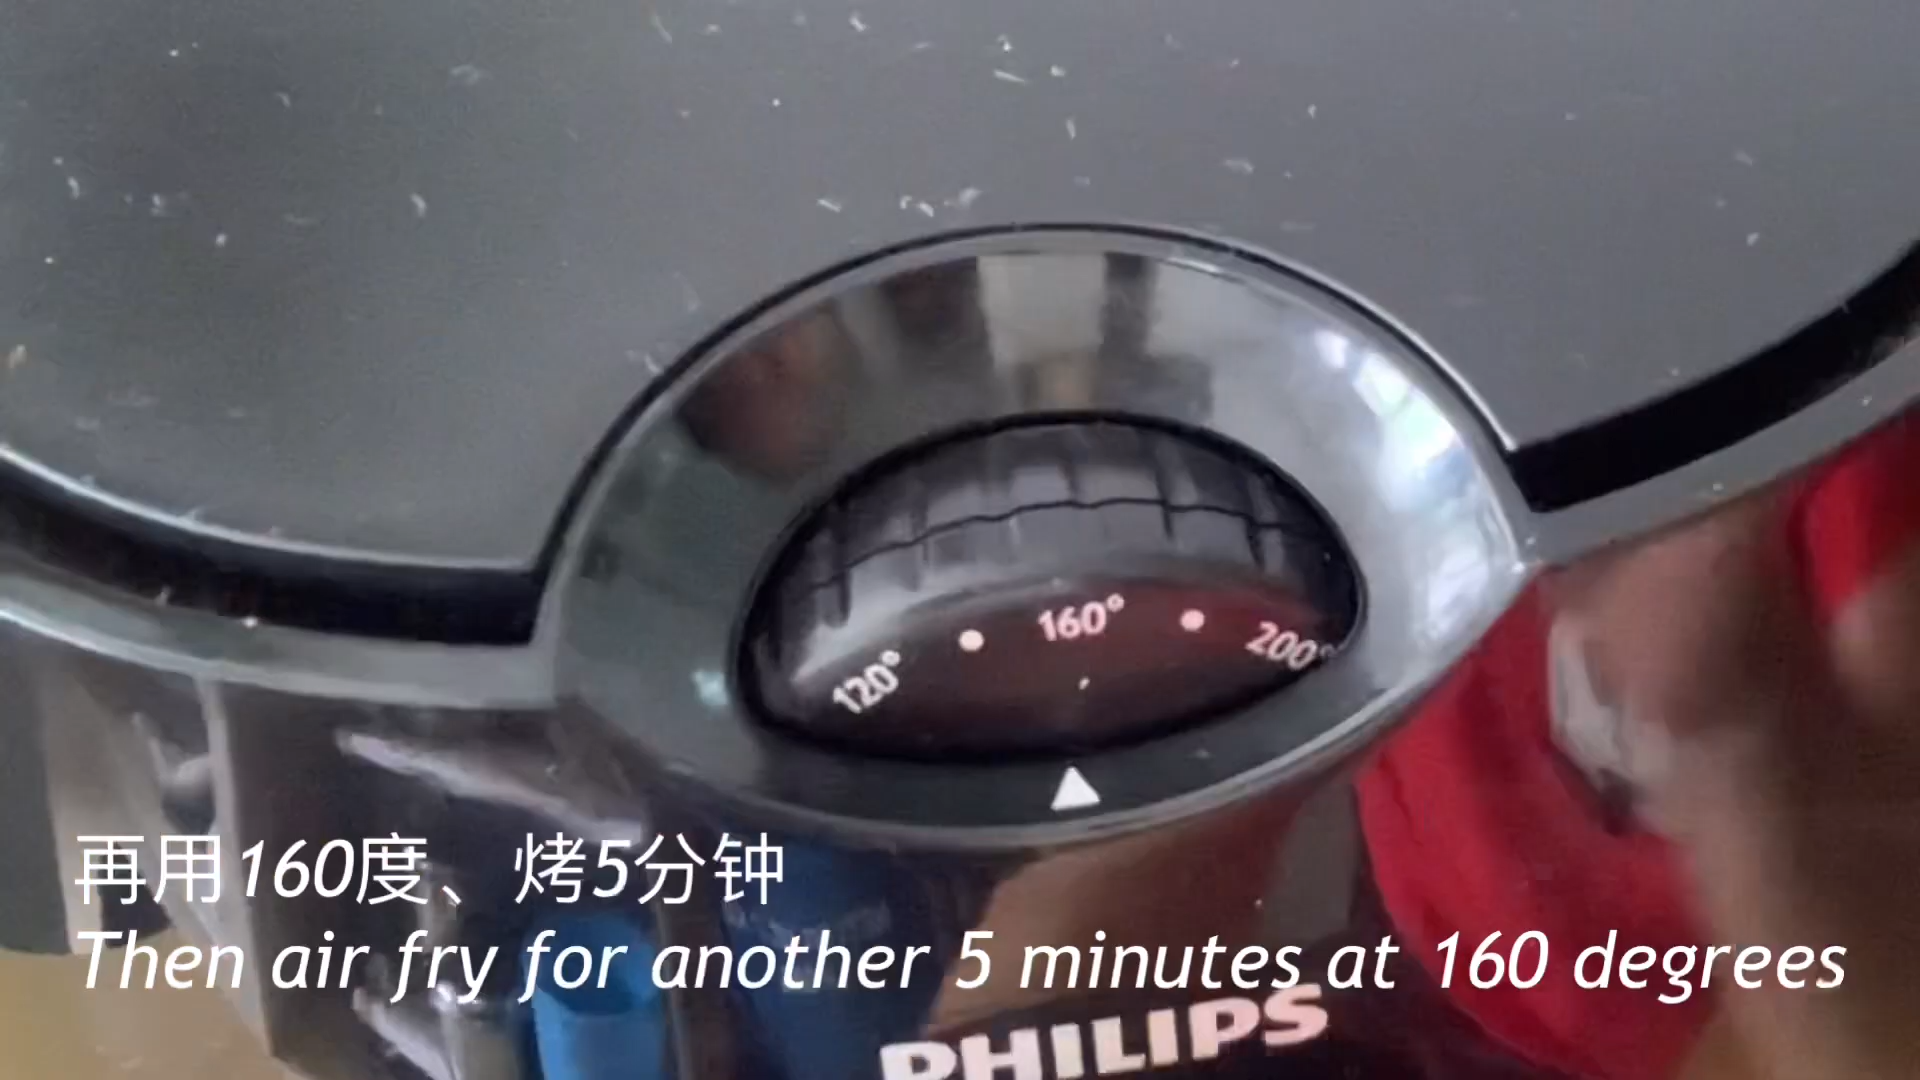 120° • 160° • 200°
再用160度、烤5分钟
Then air fry for another 5 minutes at 160 degrees
PHILIPS